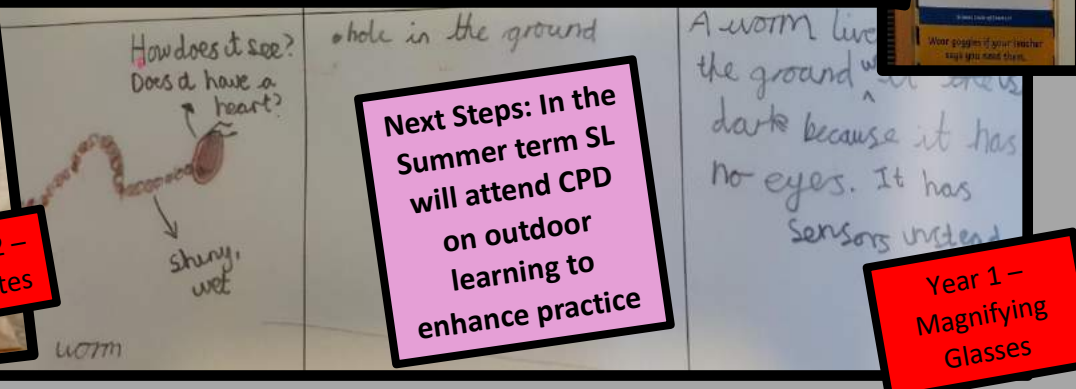 How does it see?
Does it have a
heart?
shiny,
wet
worm
hole in the ground
Next Steps: In the
Summer term SL
will attend CPD
on outdoor
learning to
enhance practice
A worm live
the ground
dark because it has
no eyes. It has
sensors instead
Wear goggles if your teacher
says you need them.
Year 1 –
Magnifying
Glasses
2 –
tes